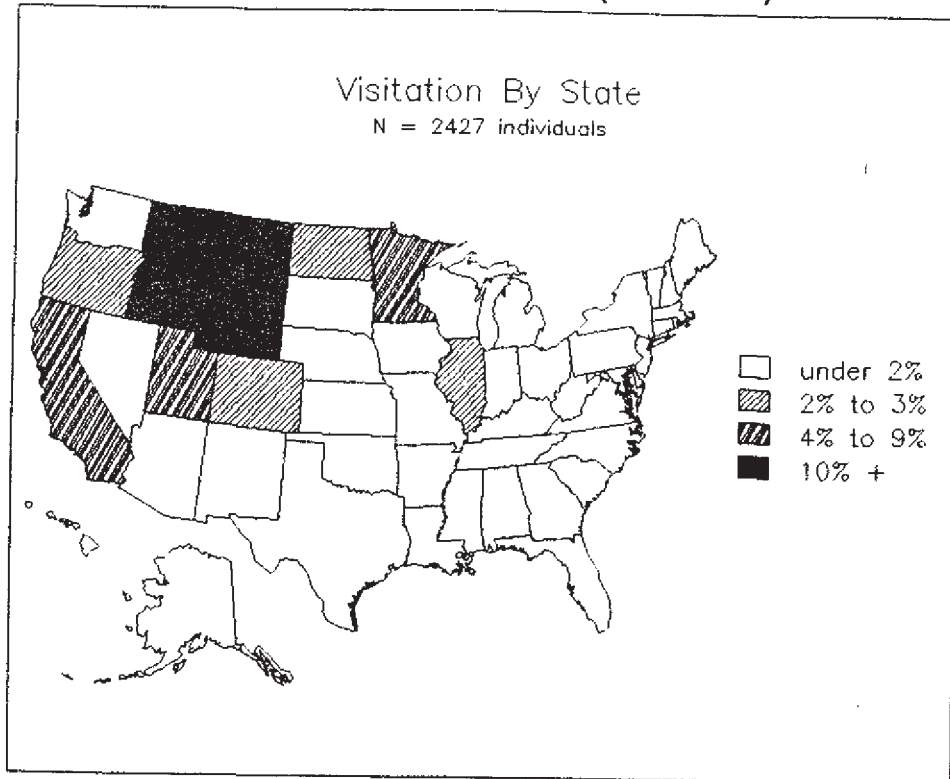 Visitation By State
N = 2427 individuals
under 2%
2% to 3%
4% to 9%
10% +